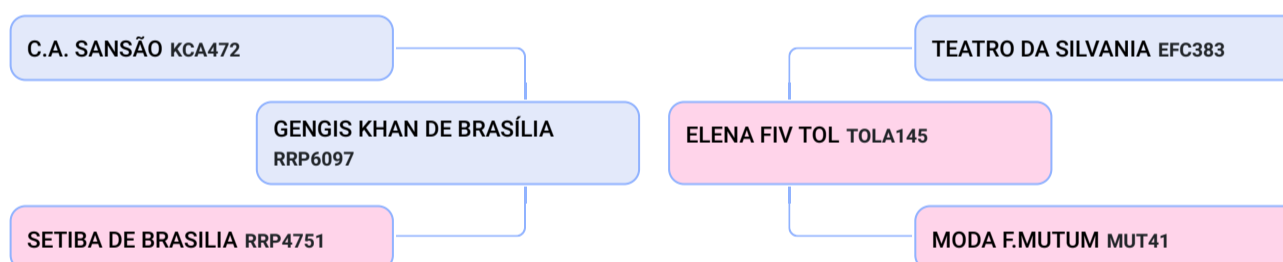 C.A. SANSÃO KCA472
TEATRO DA SILVANIA EFC383
GENGIS KHAN DE BRASÍLIA
RRP6097
ELENA FIV TOL TOLA145
SETIBA DE BRASILIA RRP4751
MODA F.MUTUM MUT41